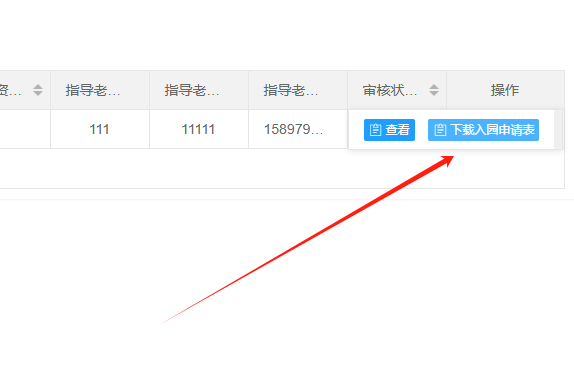 资… 指导老… 指导老… 指导老… 审核状… 操作
111 11111 158979… 查看 下载入园申请表